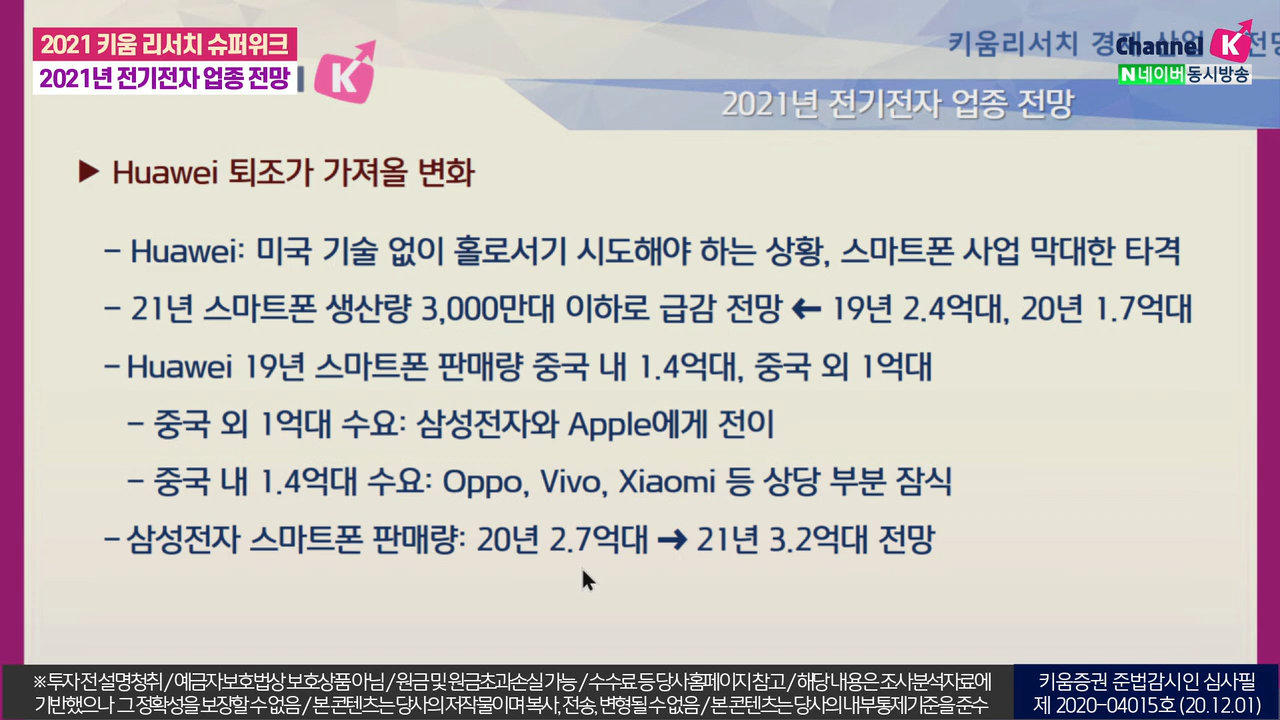 2021 키움 리서치 슈퍼위크
2021년 전기전자 업종 전망
K
키움리서치 경제
Channel K
N 네이버 동시방송
2021년 전기전자 업종 전망
▶ Huawei 퇴조가 가져올 변화
– Huawei: 미국 기술 없이 홀로서기 시도해야 하는 상황, 스마트폰 사업 막대한 타격
– 21년 스마트폰 생산량 3,000만대 이하로 급감 전망 ← 19년 2.4억대, 20년 1.7억대
– Huawei 19년 스마트폰 판매량 중국 내 1.4억대, 중국 외 1억대
– 중국 외 1억대 수요: 삼성전자와 Apple에게 전이
– 중국 내 1.4억대 수요: Oppo, Vivo, Xiaomi 등 상당 부분 잠식
– 삼성전자 스마트폰 판매량: 20년 2.7억대 → 21년 3.2억대 전망
※ 투자 전 설명청취 / 예금자보호법상 보호상품 아님 / 원금 및 원금초과손실 가능 / 수수료 등 당사홈페이지 참고 / 해당 내용은 조사분석자료에
기반했으나 그 정확성을 보장할 수 없음 / 본 콘텐츠는 당사의 저작물이며 복사, 전송, 변형될 수 없음 / 본 콘텐츠는 당사의 내부통제기준을 준수
키움증권 준법감시인 심사필
제 2020-04015호 (20.12.01)